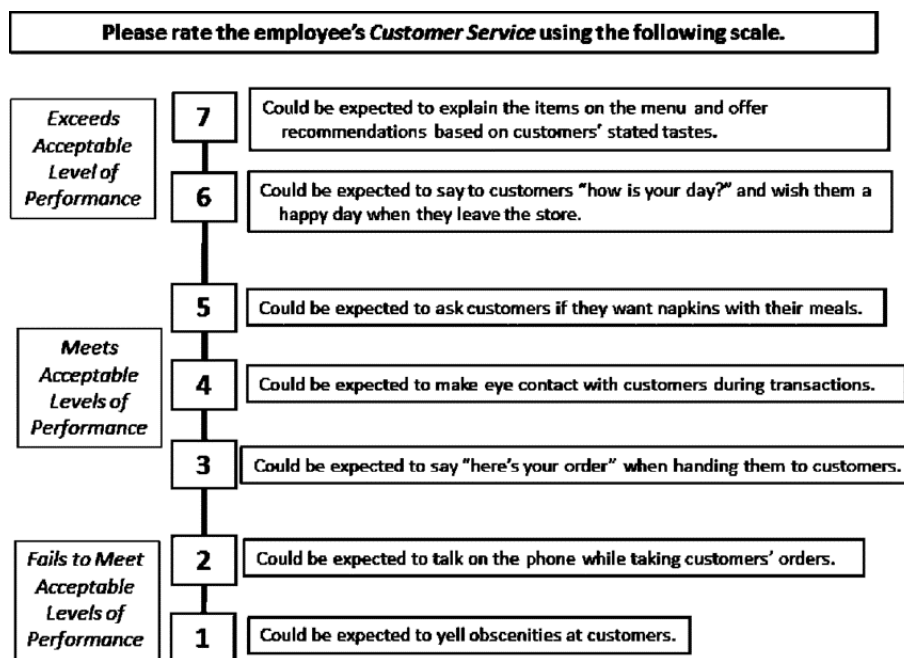 Please rate the employee's Customer Service using the following scale.
Exceeds
Acceptable
Level of
Performance
7
Could be expected to explain the items on the menu and offer
recommendations based on customers' stated tastes.
6
Could be expected to say to customers "how is your day?" and wish them a
happy day when they leave the store.
Meets
Acceptable
Levels of
Performance
5
Could be expected to ask customers if they want napkins with their meals.
4
Could be expected to make eye contact with customers during transactions.
3
Could be expected to say "here's your order" when handing them to customers.
Fails to Meet
Acceptable
Levels of
Performance
2
Could be expected to talk on the phone while taking customers' orders.
1
Could be expected to yell obscenities at customers.